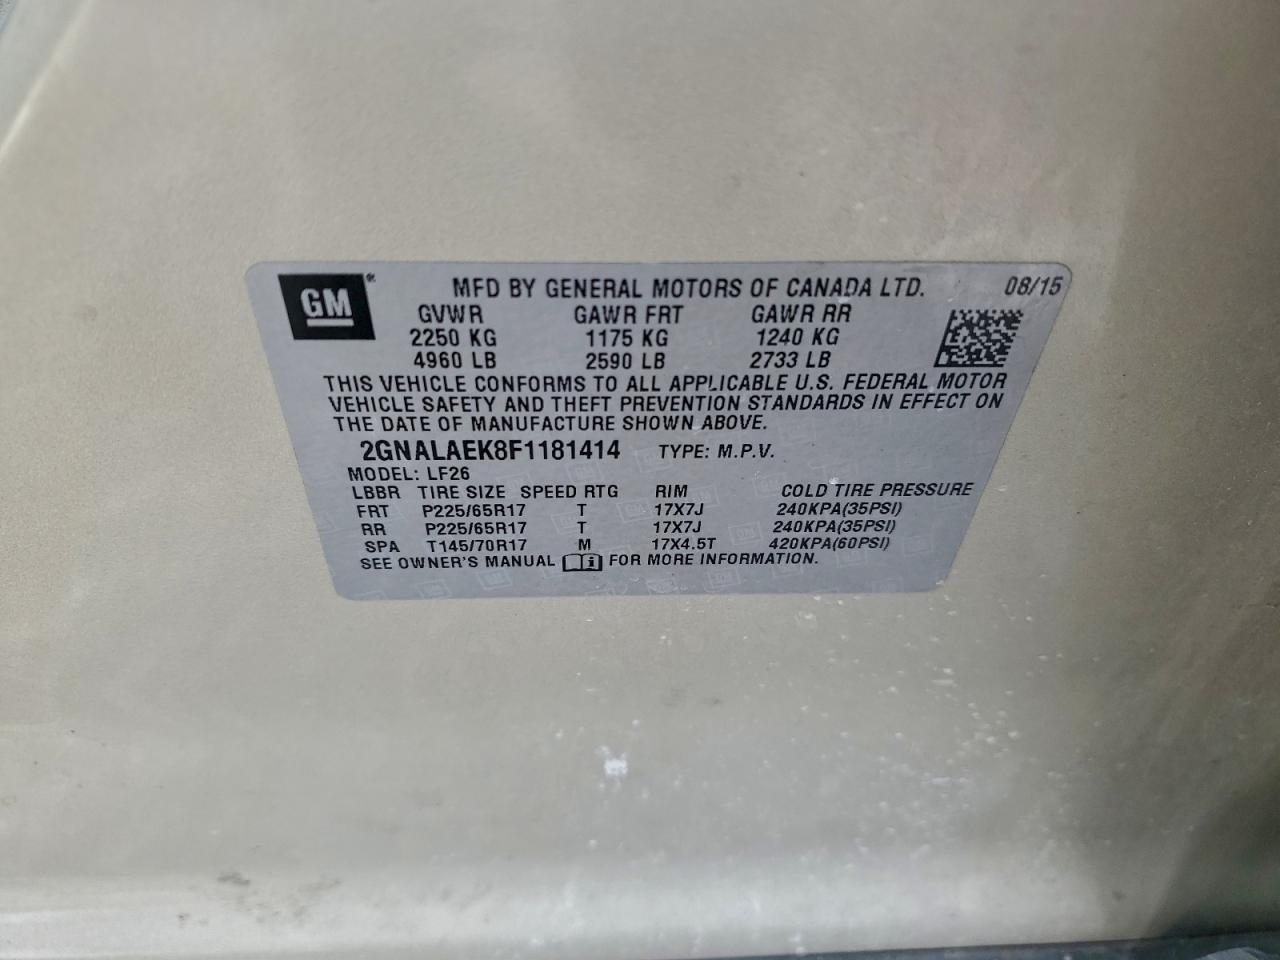 GM
MFD BY GENERAL MOTORS OF CANADA LTD. 08/15
GVWR GAWR FRT GAWR RR
2250 KG 1175 KG 1240 KG
4960 LB 2590 LB 2733 LB
THIS VEHICLE CONFORMS TO ALL APPLICABLE U.S. FEDERAL MOTOR
VEHICLE SAFETY AND THEFT PREVENTION STANDARDS IN EFFECT ON
THE DATE OF MANUFACTURE SHOWN ABOVE.
2GNALAEK8F1181414 TYPE: M.P.V.
MODEL: LF26
LBBR TIRE SIZE SPEED RTG RIM COLD TIRE PRESSURE
FRT P225/65R17 T 17X7J 240KPA(35PSI)
RR P225/65R17 T 17X7J 240KPA(35PSI)
SPA T145/70R17 M 17X4.5T 420KPA(60PSI)
SEE OWNER'S MANUAL i FOR MORE INFORMATION.